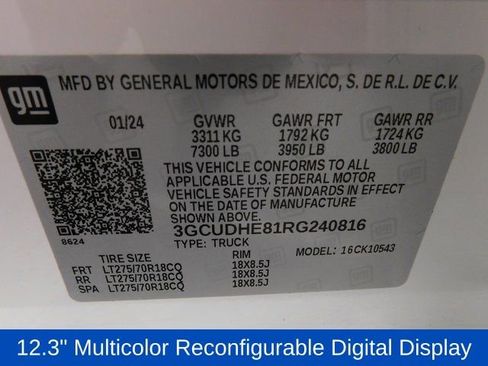 gm
MFD BY GENERAL MOTORS DE MEXICO, S. DE R.L. DE C.V.
01/24 GVWR GAWR FRT GAWR RR
3311 KG 1792 KG 1724 KG
7300 LB 3950 LB 3800 LB
THIS VEHICLE CONFORMS TO ALL
APPLICABLE U.S. FEDERAL MOTOR
VEHICLE SAFETY STANDARDS IN EFFECT
ON THE DATE OF MANUFACTURE
SHOWN ABOVE.
3GCUDHE81RG240816
8624 TYPE: TRUCK MODEL: 16CK10543
TIRE SIZE RIM
FRT LT275/70R18CQ 18X8.5J
RR LT275/70R18CQ 18X8.5J
SPA LT275/70R18CQ 18X8.5J
12.3" Multicolor Reconfigurable Digital Display